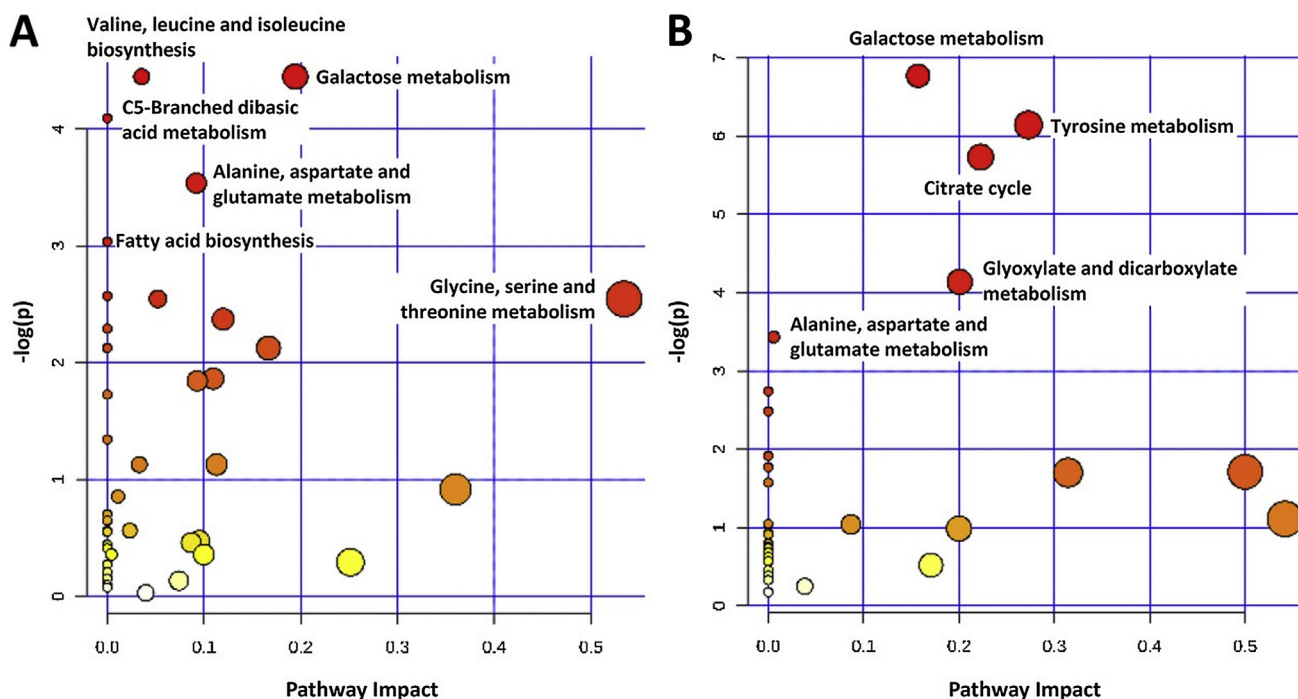 A
Valine, leucine and isoleucine
biosynthesis
Galactose metabolism
C5-Branched dibasic
acid metabolism
Alanine, aspartate and
glutamate metabolism
Fatty acid biosynthesis
Glycine, serine and
threonine metabolism
-log(p)
4
3
2
1
0
0.0 0.1 0.2 0.3 0.4 0.5
Pathway Impact
B
Galactose metabolism
Tyrosine metabolism
Citrate cycle
Glyoxylate and dicarboxylate
metabolism
Alanine, aspartate and
glutamate metabolism
-log(p)
7
6
5
4
3
2
1
0
0.0 0.1 0.2 0.3 0.4 0.5
Pathway Impact